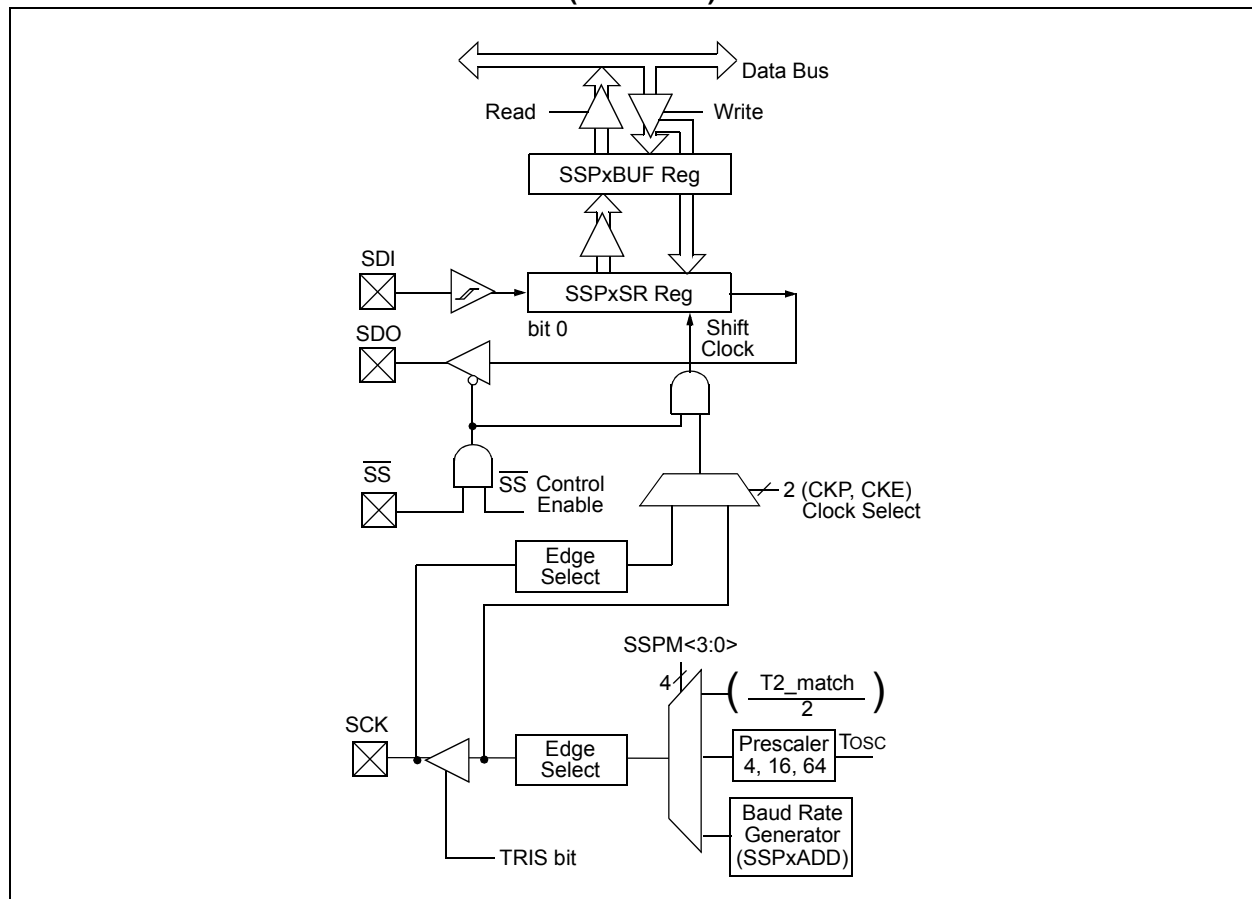 Data Bus
Read
Write
SSPxBUF Reg
SDI
SSPxSR Reg
bit 0
Shift
Clock
SDO
SS
SS Control
Enable
2 (CKP, CKE)
Clock Select
Edge
Select
SSPM<3:0>
4
( T2_match
2 )
SCK
Edge
Select
Prescaler
4, 16, 64
TOSC
Baud Rate
Generator
(SSPxADD)
TRIS bit